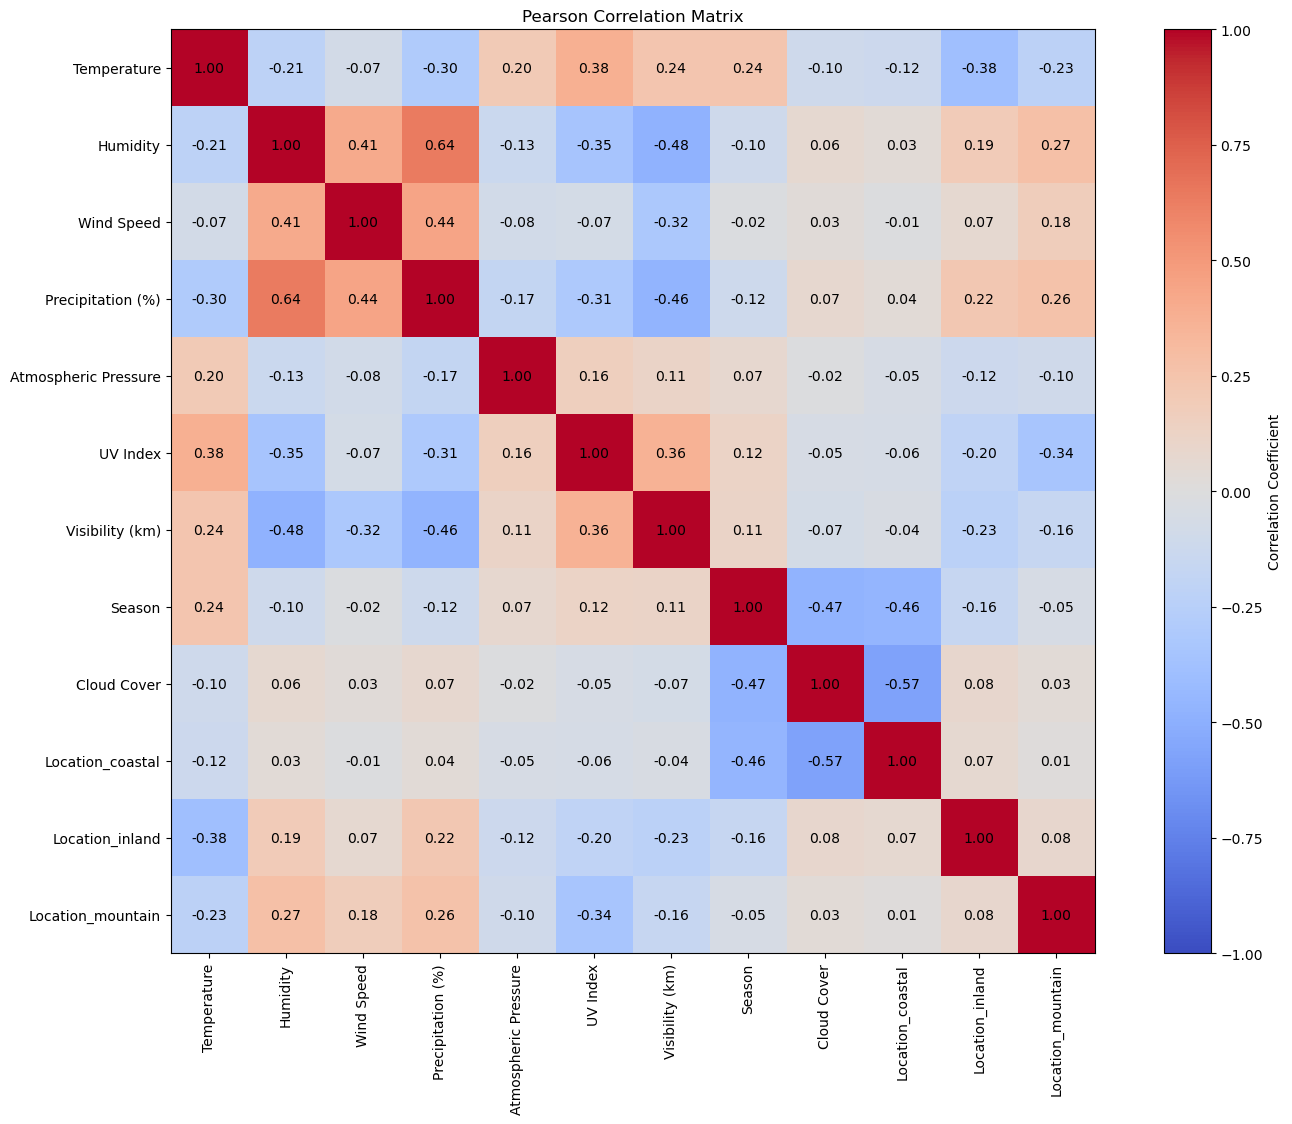 Pearson Correlation Matrix
Temperature 1.00 -0.21 -0.07 -0.30 0.20 0.38 0.24 0.24 -0.10 -0.12 -0.38 -0.23
Humidity -0.21 1.00 0.41 0.64 -0.13 -0.35 -0.48 -0.10 0.06 0.03 0.19 0.27
Wind Speed -0.07 0.41 1.00 0.44 -0.08 -0.07 -0.32 -0.02 0.03 -0.01 0.07 0.18
Precipitation (%) -0.30 0.64 0.44 1.00 -0.17 -0.31 -0.46 -0.12 0.07 0.04 0.22 0.26
Atmospheric Pressure 0.20 -0.13 -0.08 -0.17 1.00 0.16 0.11 0.07 -0.02 -0.05 -0.12 -0.10
UV Index 0.38 -0.35 -0.07 -0.31 0.16 1.00 0.36 0.12 -0.05 -0.06 -0.20 -0.34
Visibility (km) 0.24 -0.48 -0.32 -0.46 0.11 0.36 1.00 0.11 -0.07 -0.04 -0.23 -0.16
Season 0.24 -0.10 -0.02 -0.12 0.07 0.12 0.11 1.00 -0.47 -0.46 -0.16 -0.05
Cloud Cover -0.10 0.06 0.03 0.07 -0.02 -0.05 -0.07 -0.47 1.00 -0.57 0.08 0.03
Location_coastal -0.12 0.03 -0.01 0.04 -0.05 -0.06 -0.04 -0.46 -0.57 1.00 0.07 0.01
Location_inland -0.38 0.19 0.07 0.22 -0.12 -0.20 -0.23 -0.16 0.08 0.07 1.00 0.08
Location_mountain -0.23 0.27 0.18 0.26 -0.10 -0.34 -0.16 -0.05 0.03 0.01 0.08 1.00
Temperature
Humidity
Wind Speed
Precipitation (%)
Atmospheric Pressure
UV Index
Visibility (km)
Season
Cloud Cover
Location_coastal
Location_inland
Location_mountain
1.00
0.75
0.50
0.25
0.00
−0.25
−0.50
−0.75
−1.00
Correlation Coefficient